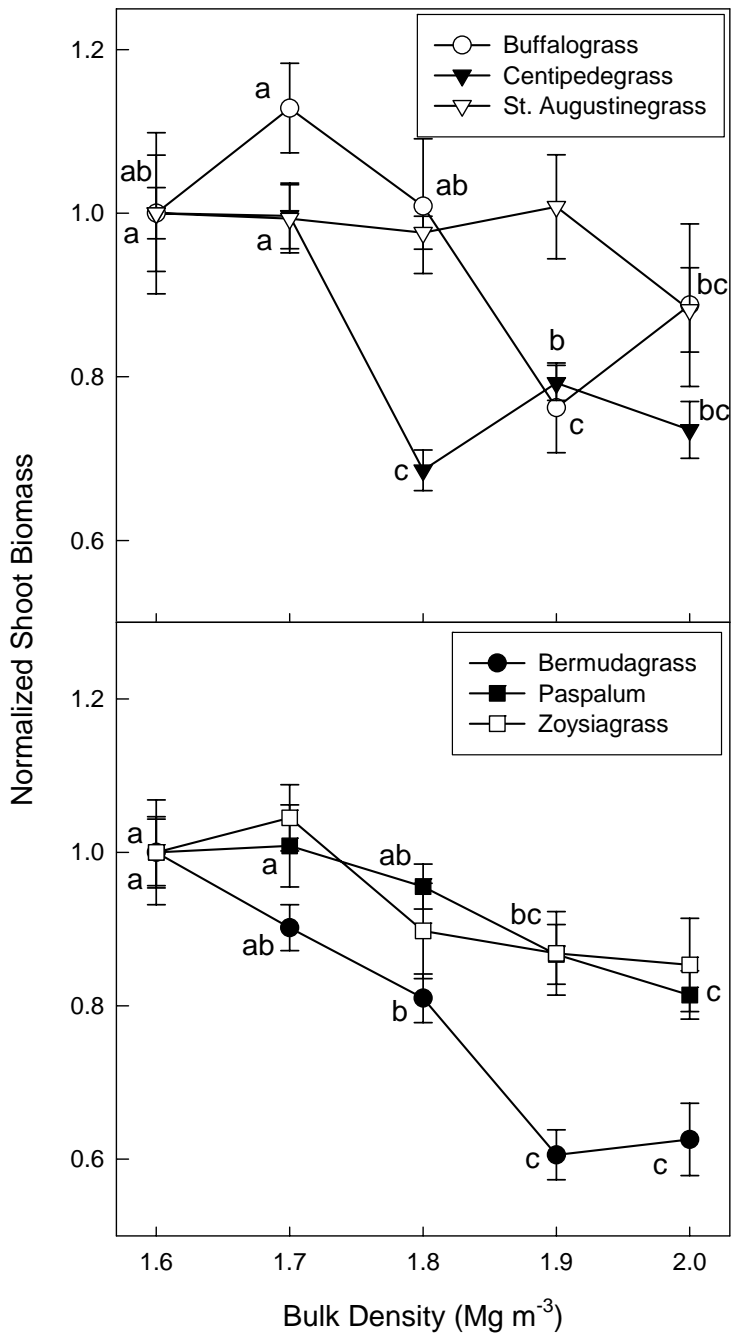 Normalized Shoot Biomass
1.2
1.0
0.8
0.6
Buffalograss
Centipedegrass
St. Augustinegrass
a
ab
ab
a
a
bc
b
c
bc
c
1.2
1.0
0.8
0.6
Bermudagrass
Paspalum
Zoysiagrass
a
ab
a
a
bc
ab
c
b
c
c
1.6 1.7 1.8 1.9 2.0
Bulk Density (Mg m⁻³)